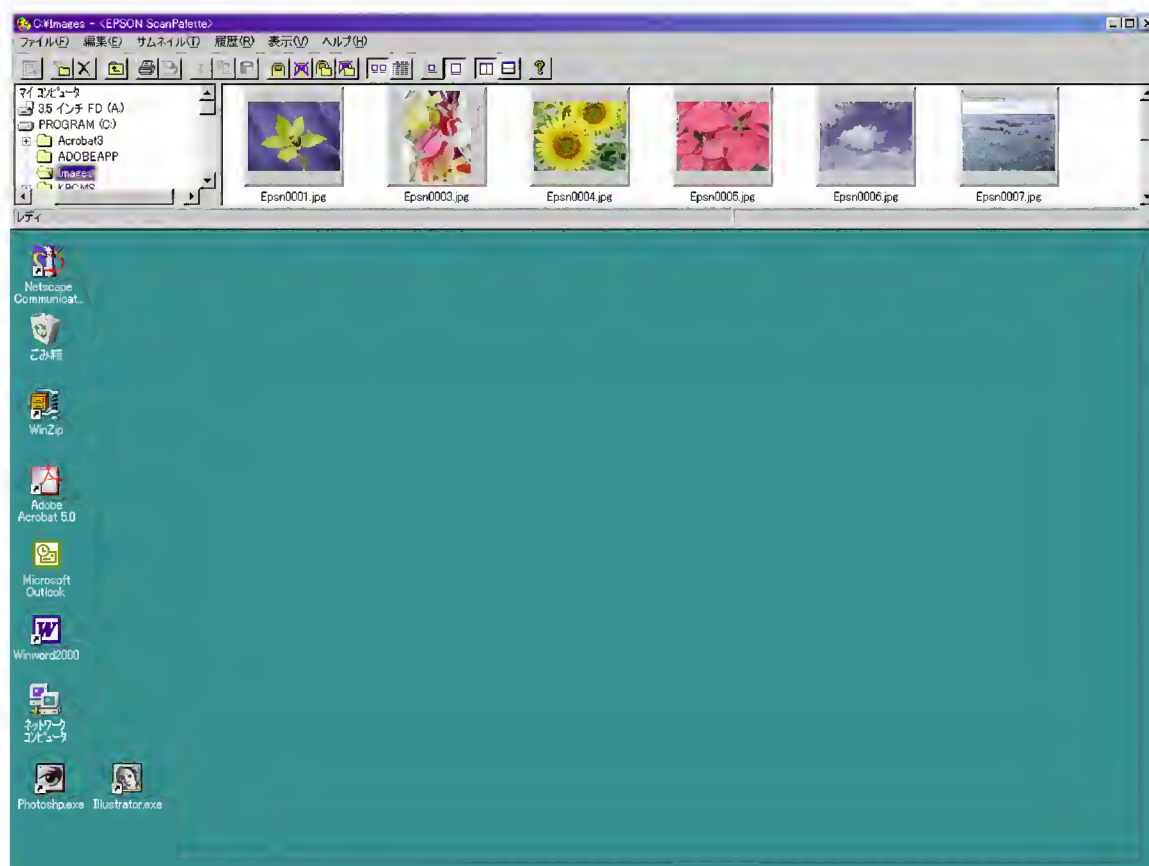 C:¥Images - <EPSON ScanPalette>
ファイル(F) 編集(E) サムネイル(T) 履歴(R) 表示(V) ヘルプ(H)
マイ コンピュータ
3.5 インチ FD (A:)
PROGRAM (C:)
Acrobat3
ADOBEAPP
Images
KPCMS
Epsn0001.jpg Epsn0003.jpg Epsn0004.jpg Epsn0005.jpg Epsn0006.jpg Epsn0007.jpg
レディ
Netscape
Communicat...
ごみ箱
WinZip
Adobe
Acrobat 5.0
Microsoft
Outlook
Winword2000
ネットワーク
コンピュータ
Photoshp.exe Illustrator.exe